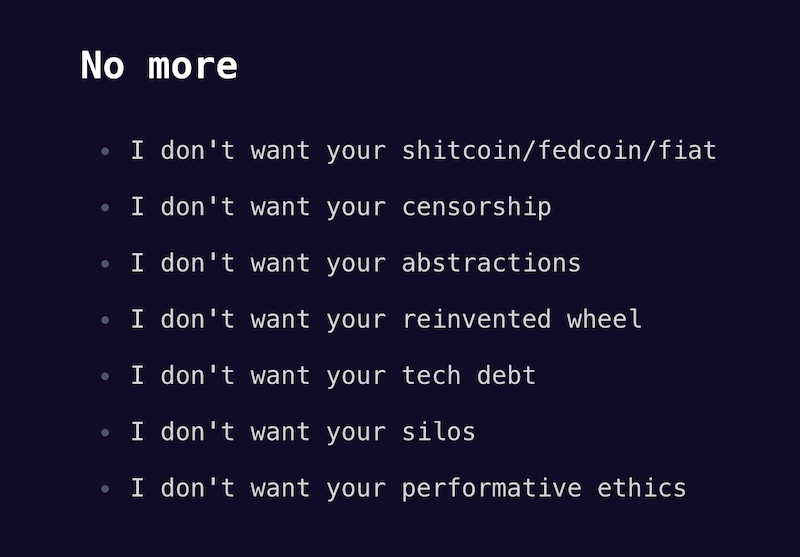 No more
I don't want your shitcoin/fedcoin/fiat
I don't want your censorship
I don't want your abstractions
I don't want your reinvented wheel
I don't want your tech debt
I don't want your silos
I don't want your performative ethics